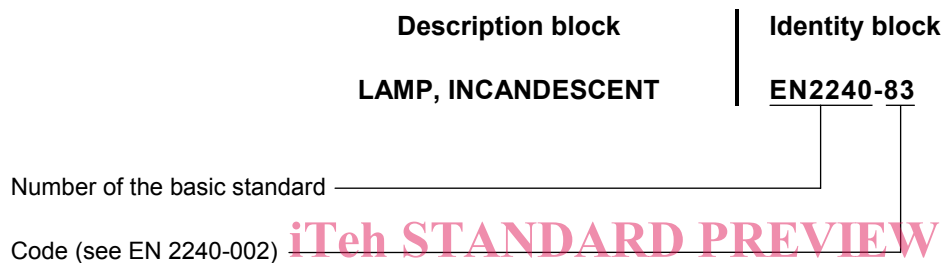 Description block Identity block
LAMP, INCANDESCENT EN2240-83
Number of the basic standard
Code (see EN 2240-002) iTeh STANDARD PREVIEW